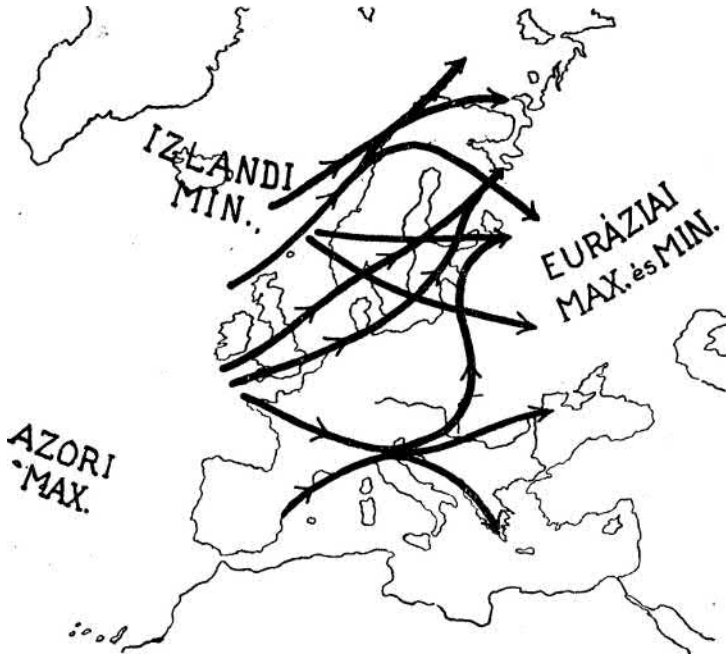 IZLANDI
MIN.,
EURÁZIAI
MAX. és MIN.
AZORI
MAX.